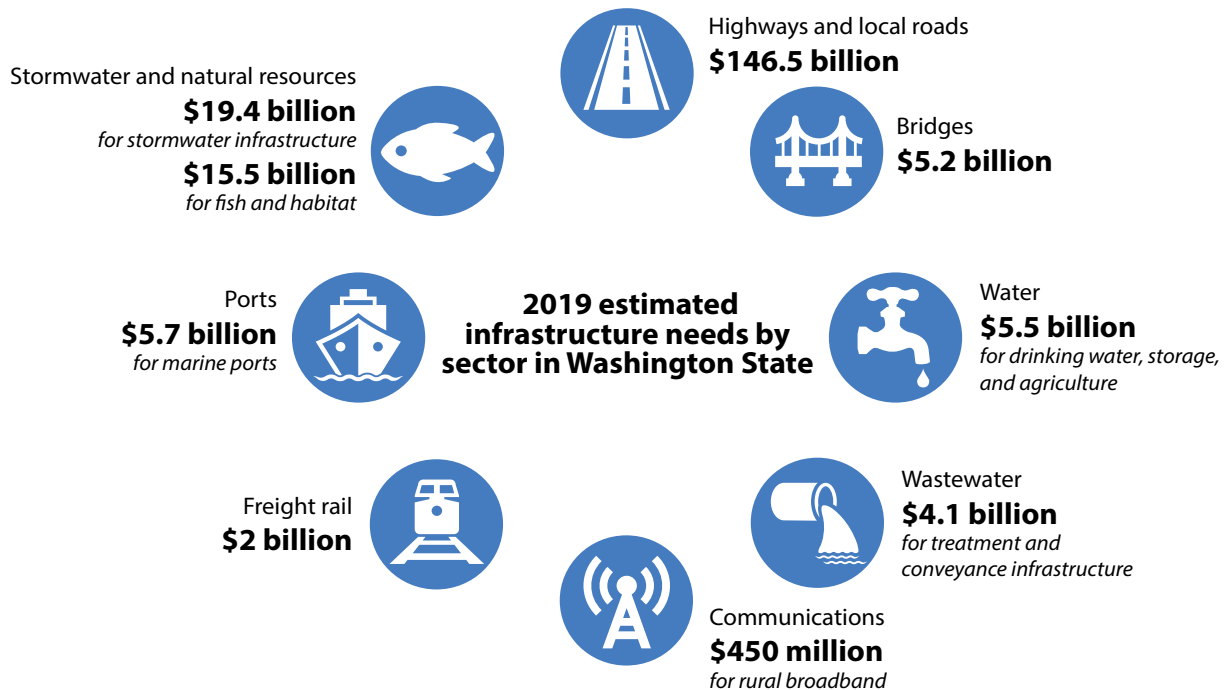 Highways and local roads
$146.5 billion
Stormwater and natural resources
$19.4 billion
for stormwater infrastructure
$15.5 billion
for fish and habitat
Bridges
$5.2 billion
Ports
$5.7 billion
for marine ports
2019 estimated
infrastructure needs by
sector in Washington State
Water
$5.5 billion
for drinking water, storage,
and agriculture
Freight rail
$2 billion
Wastewater
$4.1 billion
for treatment and
conveyance infrastructure
Communications
$450 million
for rural broadband